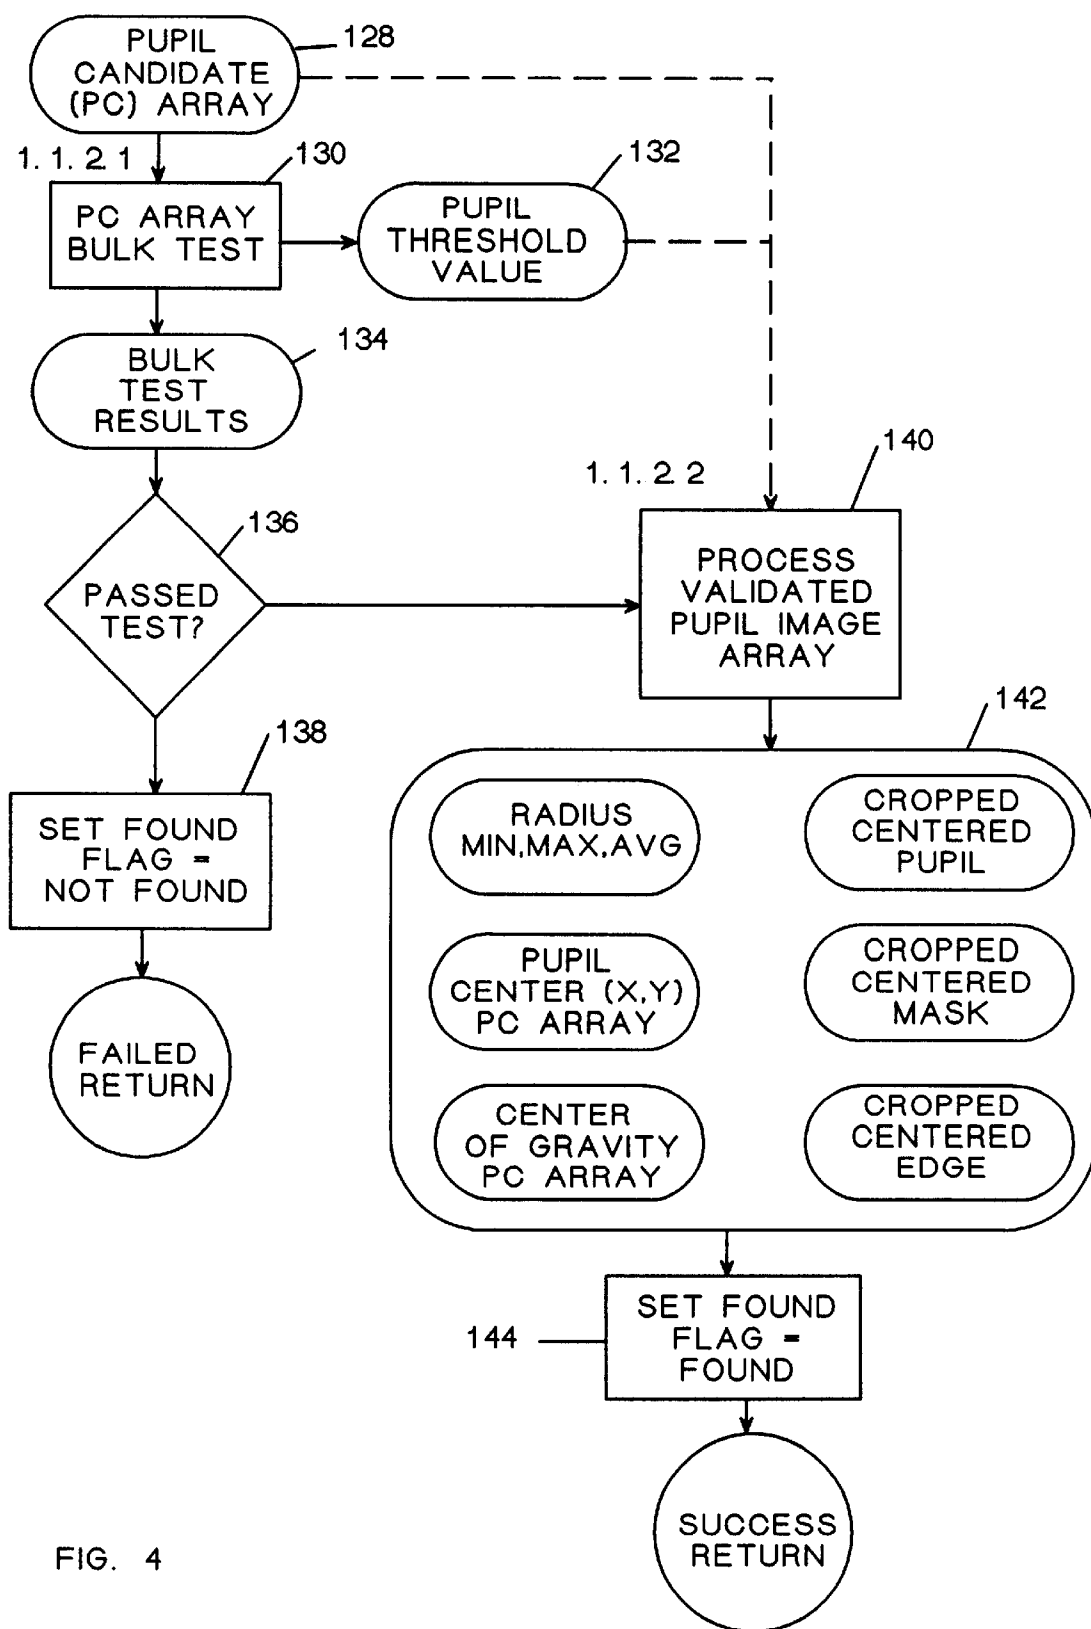 PUPIL
CANDIDATE
(PC) ARRAY
128
1. 1. 2. 1
130
PC ARRAY
BULK TEST
132
PUPIL
THRESHOLD
VALUE
134
BULK
TEST
RESULTS
136
PASSED
TEST?
138
SET FOUND
FLAG =
NOT FOUND
FAILED
RETURN
1. 1. 2. 2
140
PROCESS
VALIDATED
PUPIL IMAGE
ARRAY
142
RADIUS
MIN,MAX,AVG
CROPPED
CENTERED
PUPIL
PUPIL
CENTER (X,Y)
PC ARRAY
CROPPED
CENTERED
MASK
CENTER
OF GRAVITY
PC ARRAY
CROPPED
CENTERED
EDGE
144
SET FOUND
FLAG =
FOUND
SUCCESS
RETURN
FIG. 4